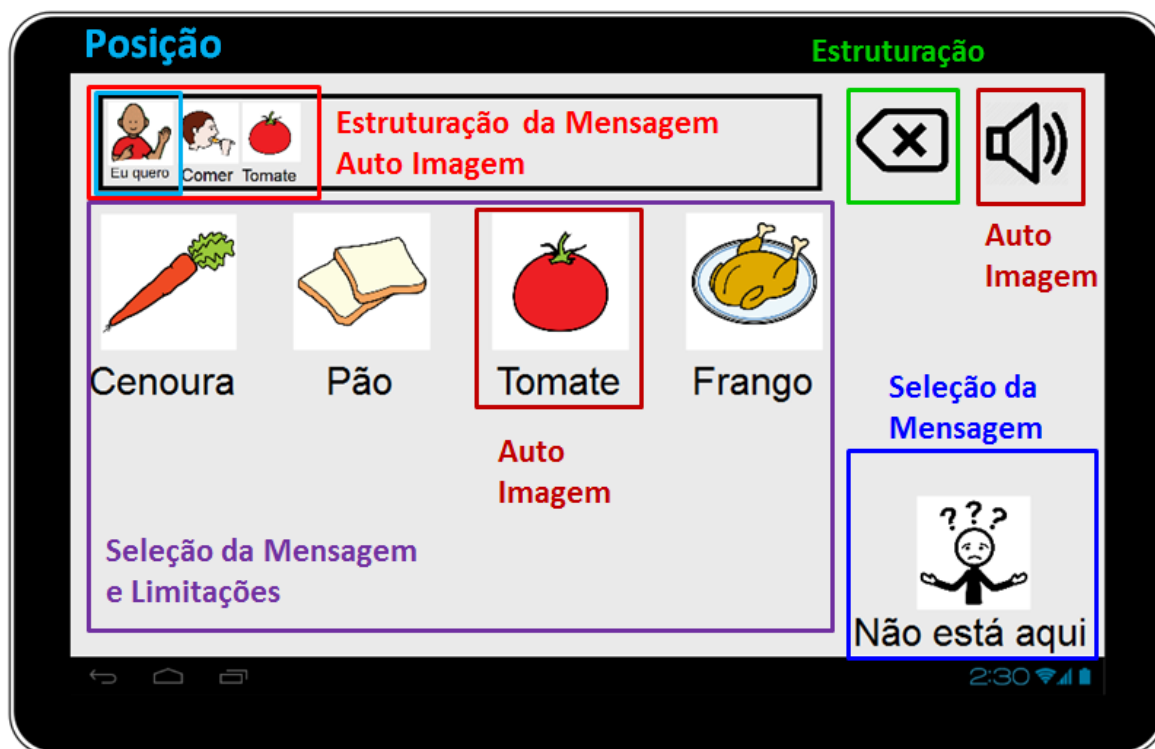 Posição
Estruturação
Estruturação da Mensagem
Auto Imagem
Eu quero Comer Tomate
Auto
Imagem
Cenoura Pão Tomate Frango
Seleção da
Mensagem
Auto
Imagem
Seleção da Mensagem
e Limitações
Não está aqui
2:30